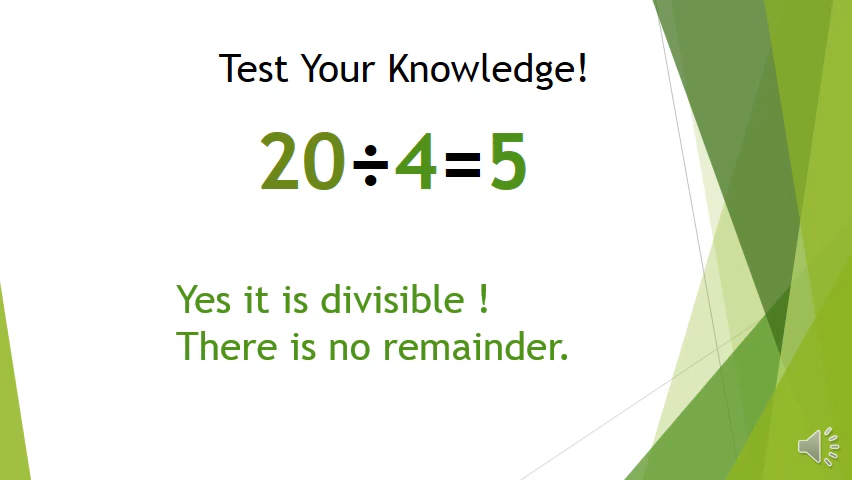 Test Your Knowledge!
20÷4=5
Yes it is divisible !
There is no remainder.